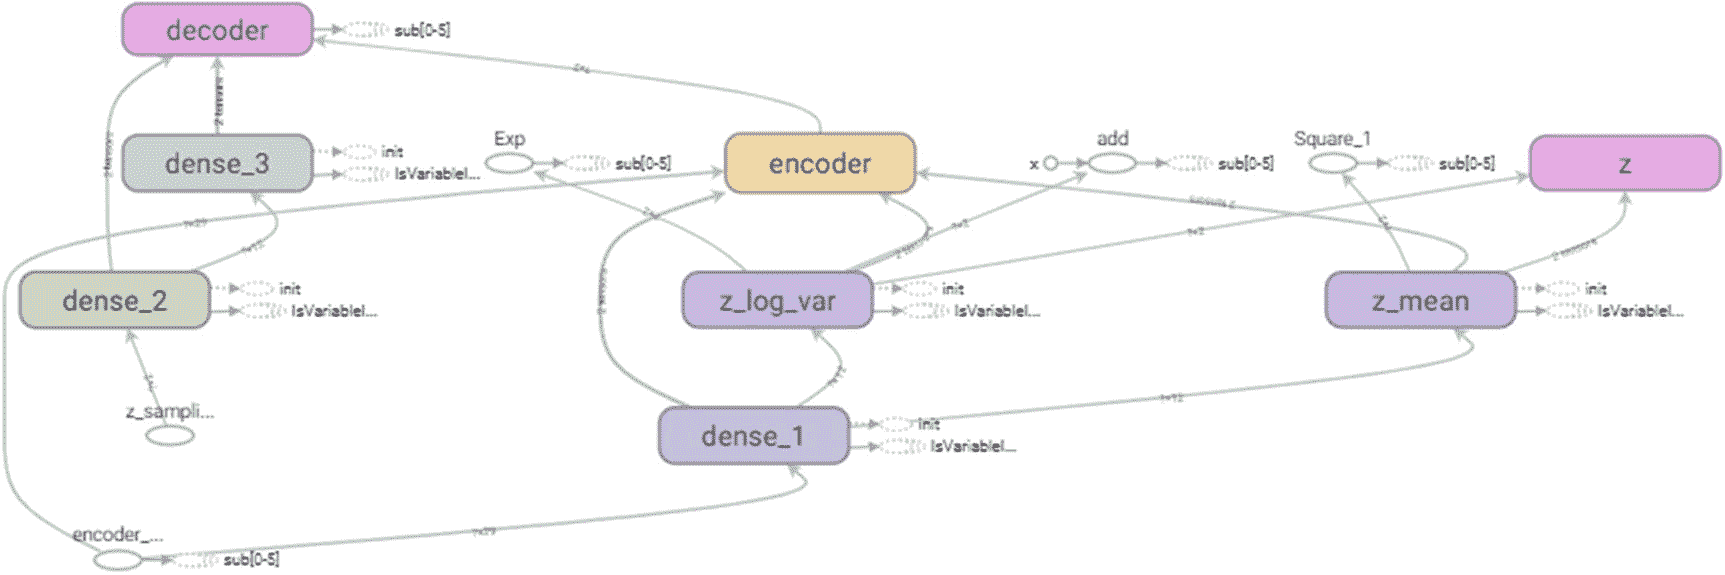 decoder
sub[0-5]
dense_3
init
IsVariableI...
Exp
sub[0-5]
encoder
x
add
sub[0-5]
Square_1
sub[0-5]
z
dense_2
init
IsVariableI...
z_log_var
init
IsVariableI...
z_mean
init
IsVariableI...
z_sampli...
dense_1
init
IsVariableI...
encoder_...
sub[0-5]